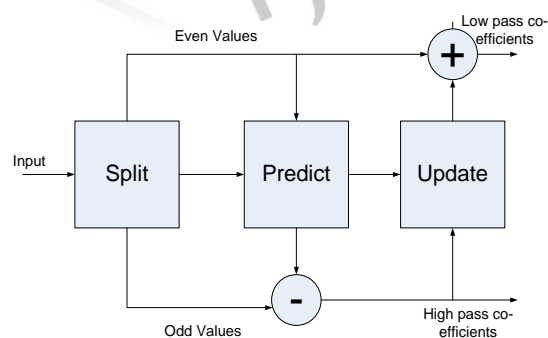 Even Values
Low pass co-
efficients
+
Input
Split
Predict
Update
-
Odd Values
High pass co-
efficients